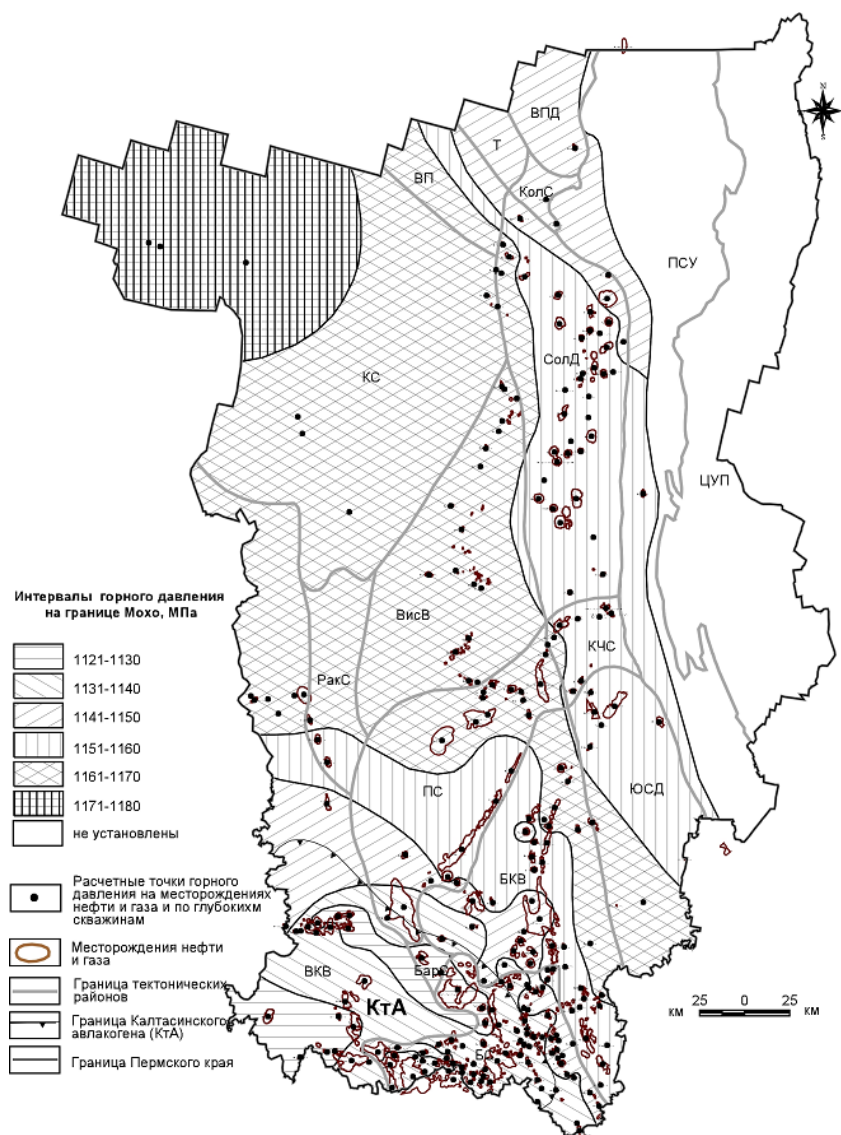 ВПД
Т
ВП
КолС
ПСУ
КС
СолД
ЦУП
ВисВ
КЧС
РакС
ЮСД
ПС
БКВ
ВКВ
КтА
Интервалы горного давления
на границе Мохо, МПа
1121-1130
1131-1140
1141-1150
1151-1160
1161-1170
1171-1180
не установлены
Расчетные точки горного
давления на месторождениях
нефти и газа и по глубоким
скважинам
Месторождения нефти
и газа
Граница тектонических
районов
Граница Калтасинского
авлакогена (КтА)
Граница Пермского края
км 25 0 25 км